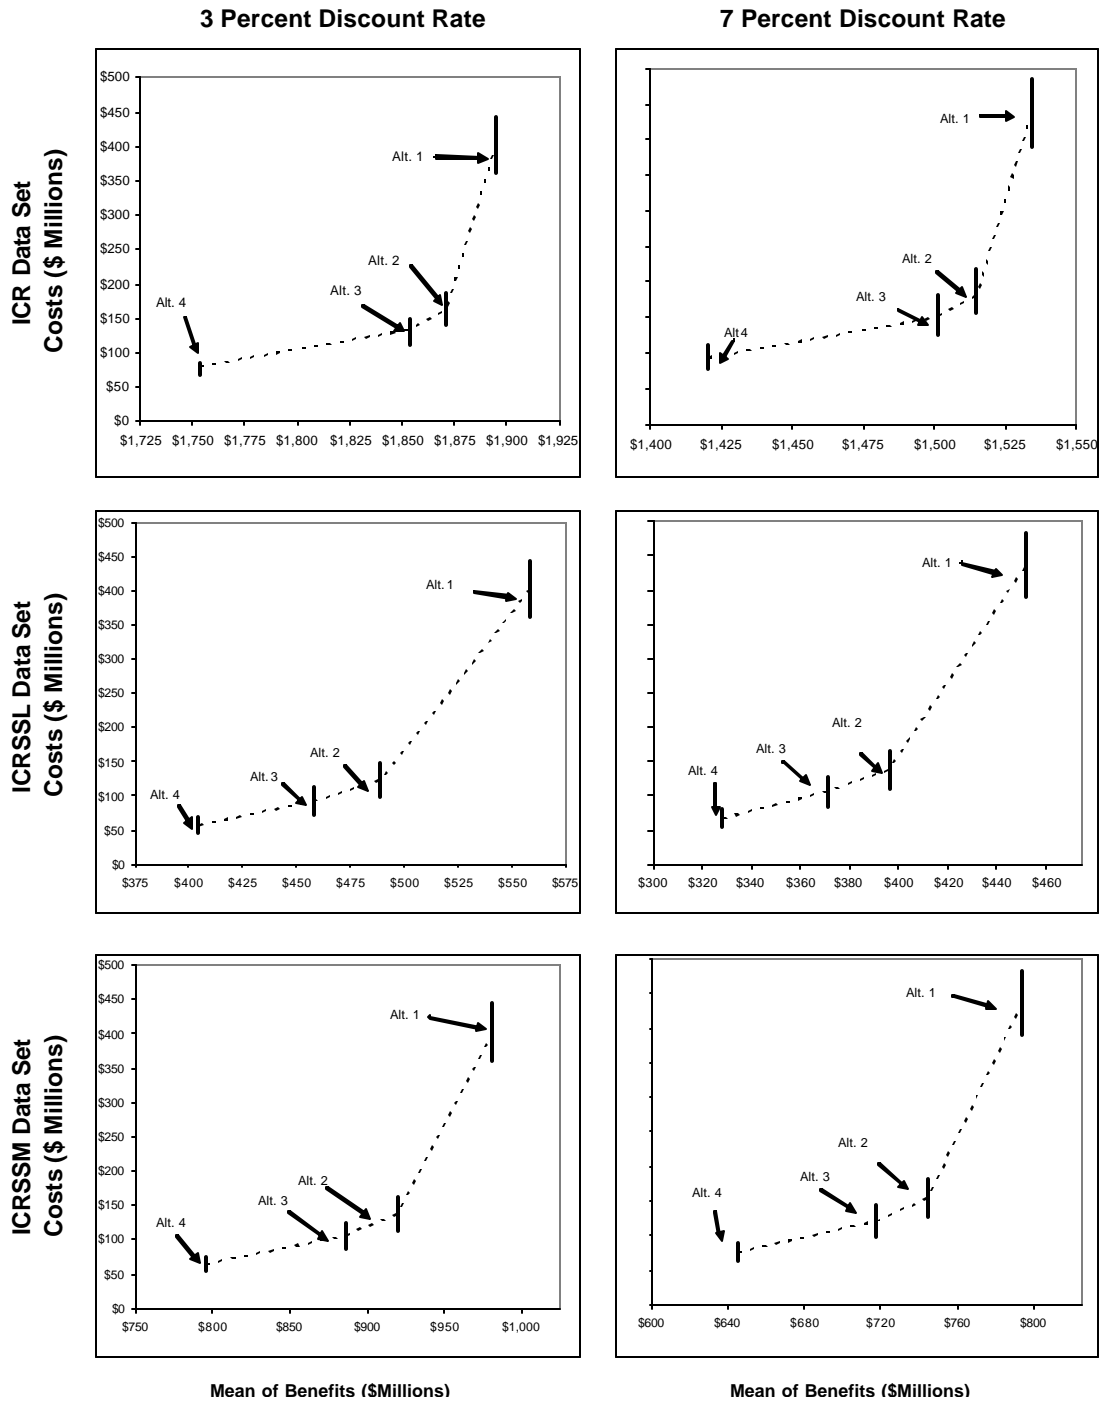 3 Percent Discount Rate
7 Percent Discount Rate
ICR Data Set
Costs ($ Millions)
$500
$450
$400
$350
$300
$250
$200
$150
$100
$50
$0
Alt. 1
Alt. 2
Alt. 3
Alt. 4
$1,725 $1,750 $1,775 $1,800 $1,825 $1,850 $1,875 $1,900 $1,925
Alt. 1
Alt. 2
Alt. 3
Alt 4
$1,400 $1,425 $1,450 $1,475 $1,500 $1,525 $1,550
ICRSSL Data Set
Costs ($ Millions)
$500
$450
$400
$350
$300
$250
$200
$150
$100
$50
$0
Alt. 1
Alt. 2
Alt. 3
Alt. 4
$375 $400 $425 $450 $475 $500 $525 $550 $575
Alt. 1
Alt. 2
Alt. 3
Alt. 4
$300 $320 $340 $360 $380 $400 $420 $440 $460
ICRSSM Data Set
Costs ($ Millions)
$500
$450
$400
$350
$300
$250
$200
$150
$100
$50
$0
Alt. 1
Alt. 2
Alt. 3
Alt. 4
$750 $800 $850 $900 $950 $1,000
Alt. 1
Alt. 2
Alt. 3
Alt. 4
$600 $640 $680 $720 $760 $800
Mean of Benefits ($Millions)
Mean of Benefits ($Millions)